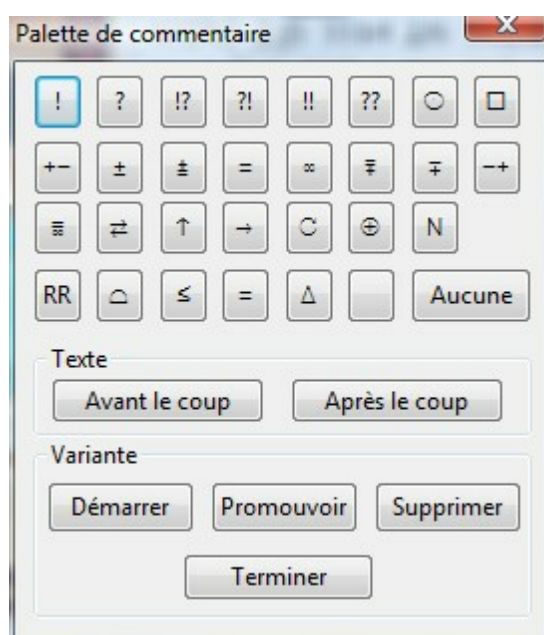 Palette de commentaire
! ? !? ?! !! ?? □
+− ± = ∞ ∓ −+
⇄ ↑ → ⊕ N
RR ⌓ ≤ = Δ Aucune
Texte
Avant le coup Après le coup
Variante
Démarrer Promouvoir Supprimer
Terminer